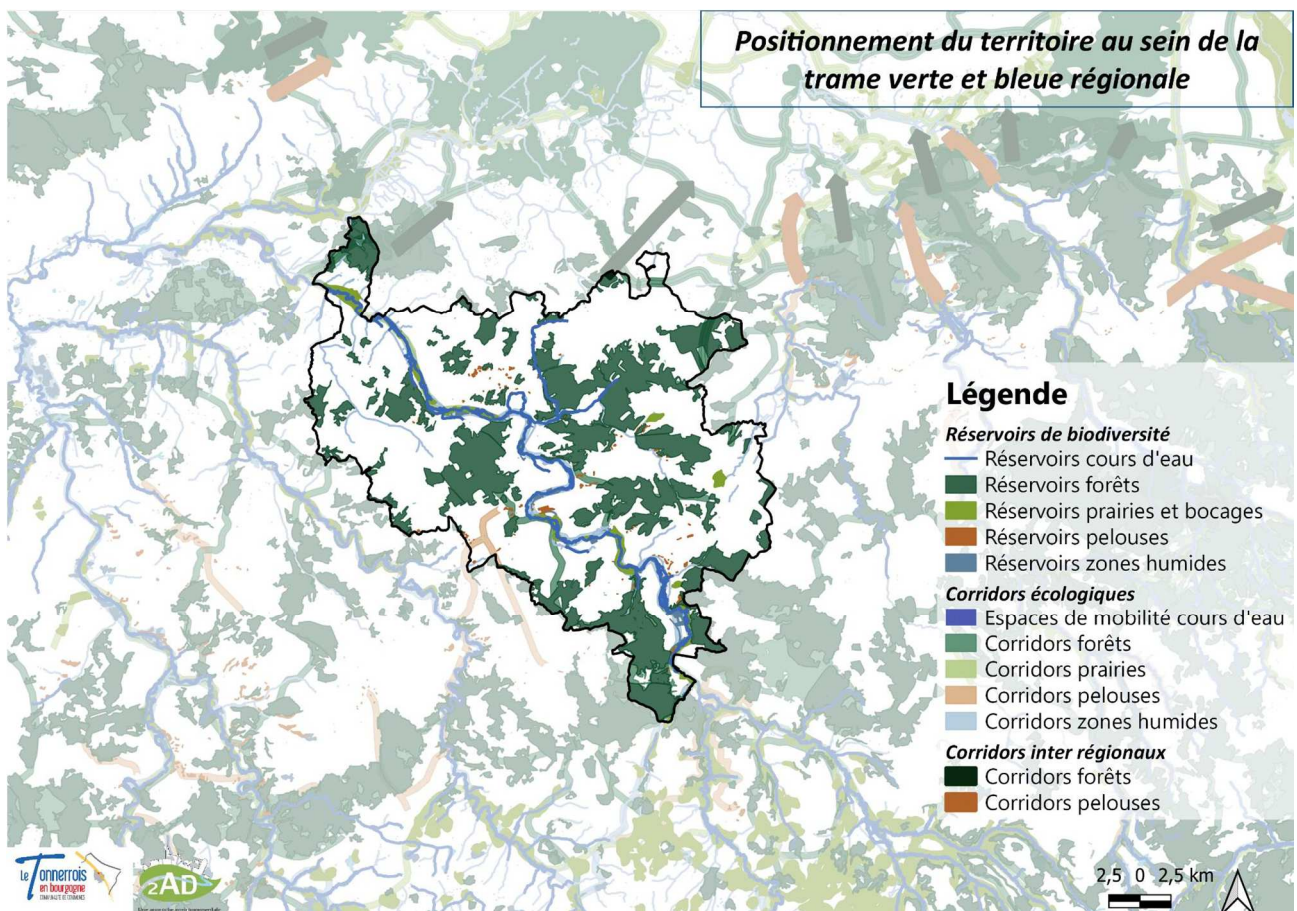 Positionnement du territoire au sein de la
trame verte et bleue régionale
Légende
Réservoirs de biodiversité
Réservoirs cours d'eau
Réservoirs forêts
Réservoirs prairies et bocages
Réservoirs pelouses
Réservoirs zones humides
Corridors écologiques
Espaces de mobilité cours d'eau
Corridors forêts
Corridors prairies
Corridors pelouses
Corridors zones humides
Corridors inter régionaux
Corridors forêts
Corridors pelouses
2,5 0 2,5 km
Le Tonnerrois
en bourgogne
COMMUNAUTÉ DE COMMUNES
2AD